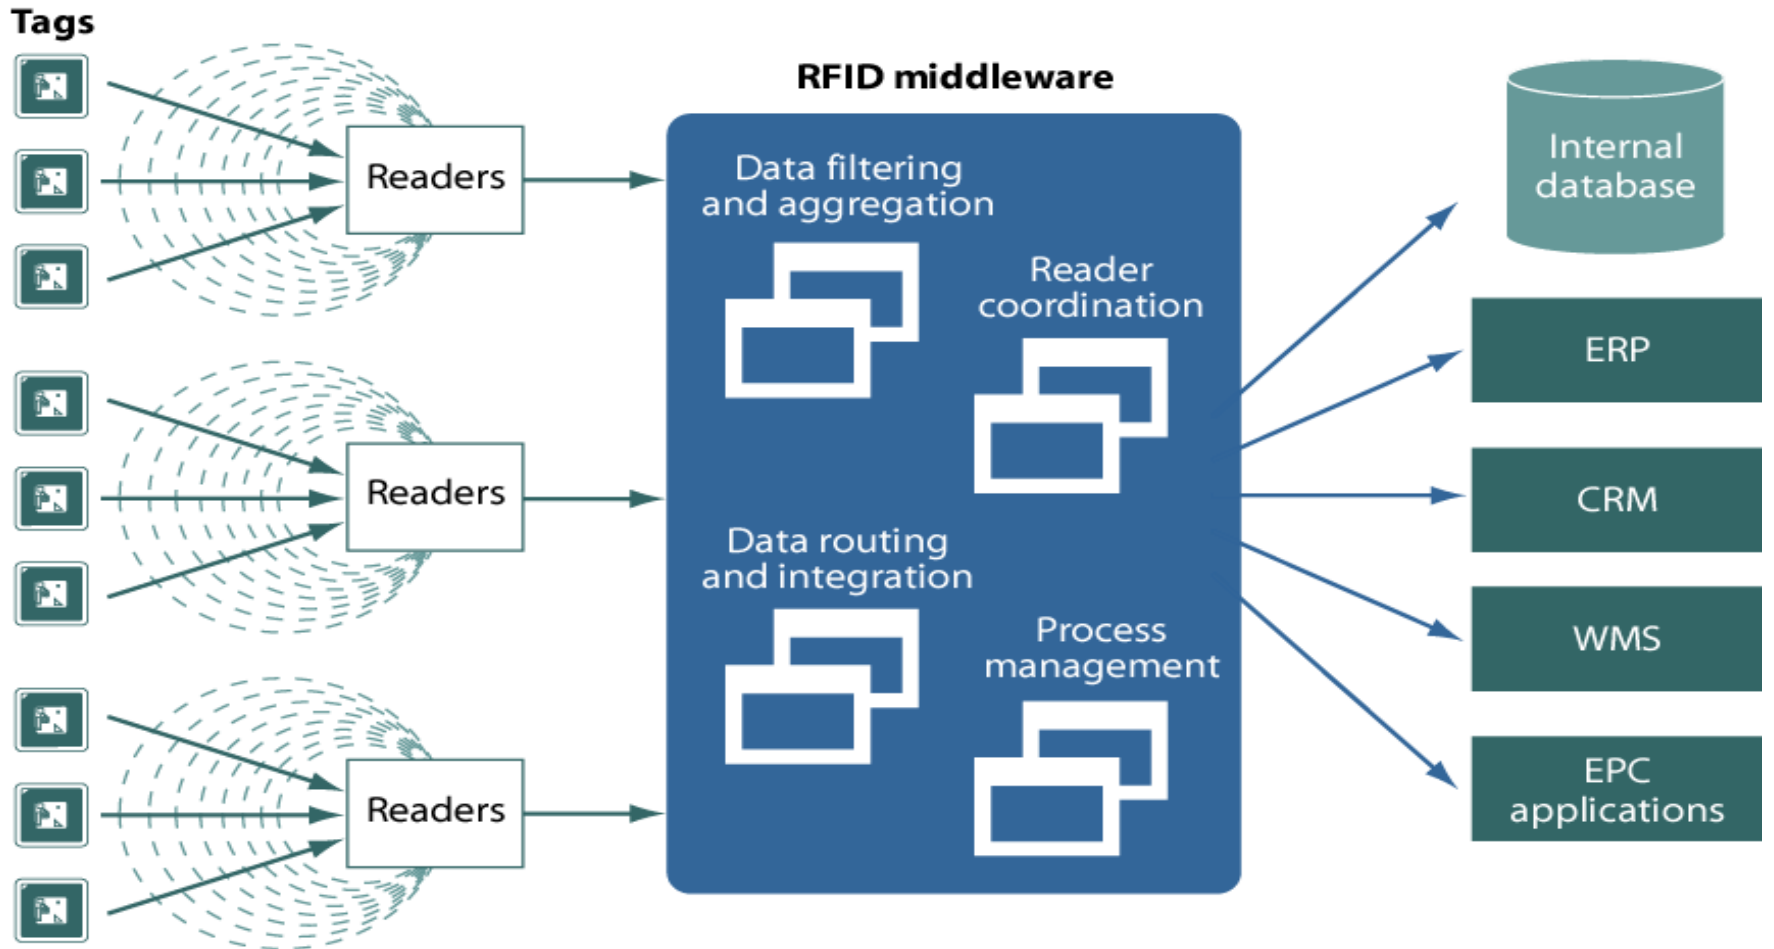 Tags
RFID middleware
Readers
Readers
Readers
Data filtering
and aggregation
Reader
coordination
Data routing
and integration
Process
management
Internal
database
ERP
CRM
WMS
EPC
applications